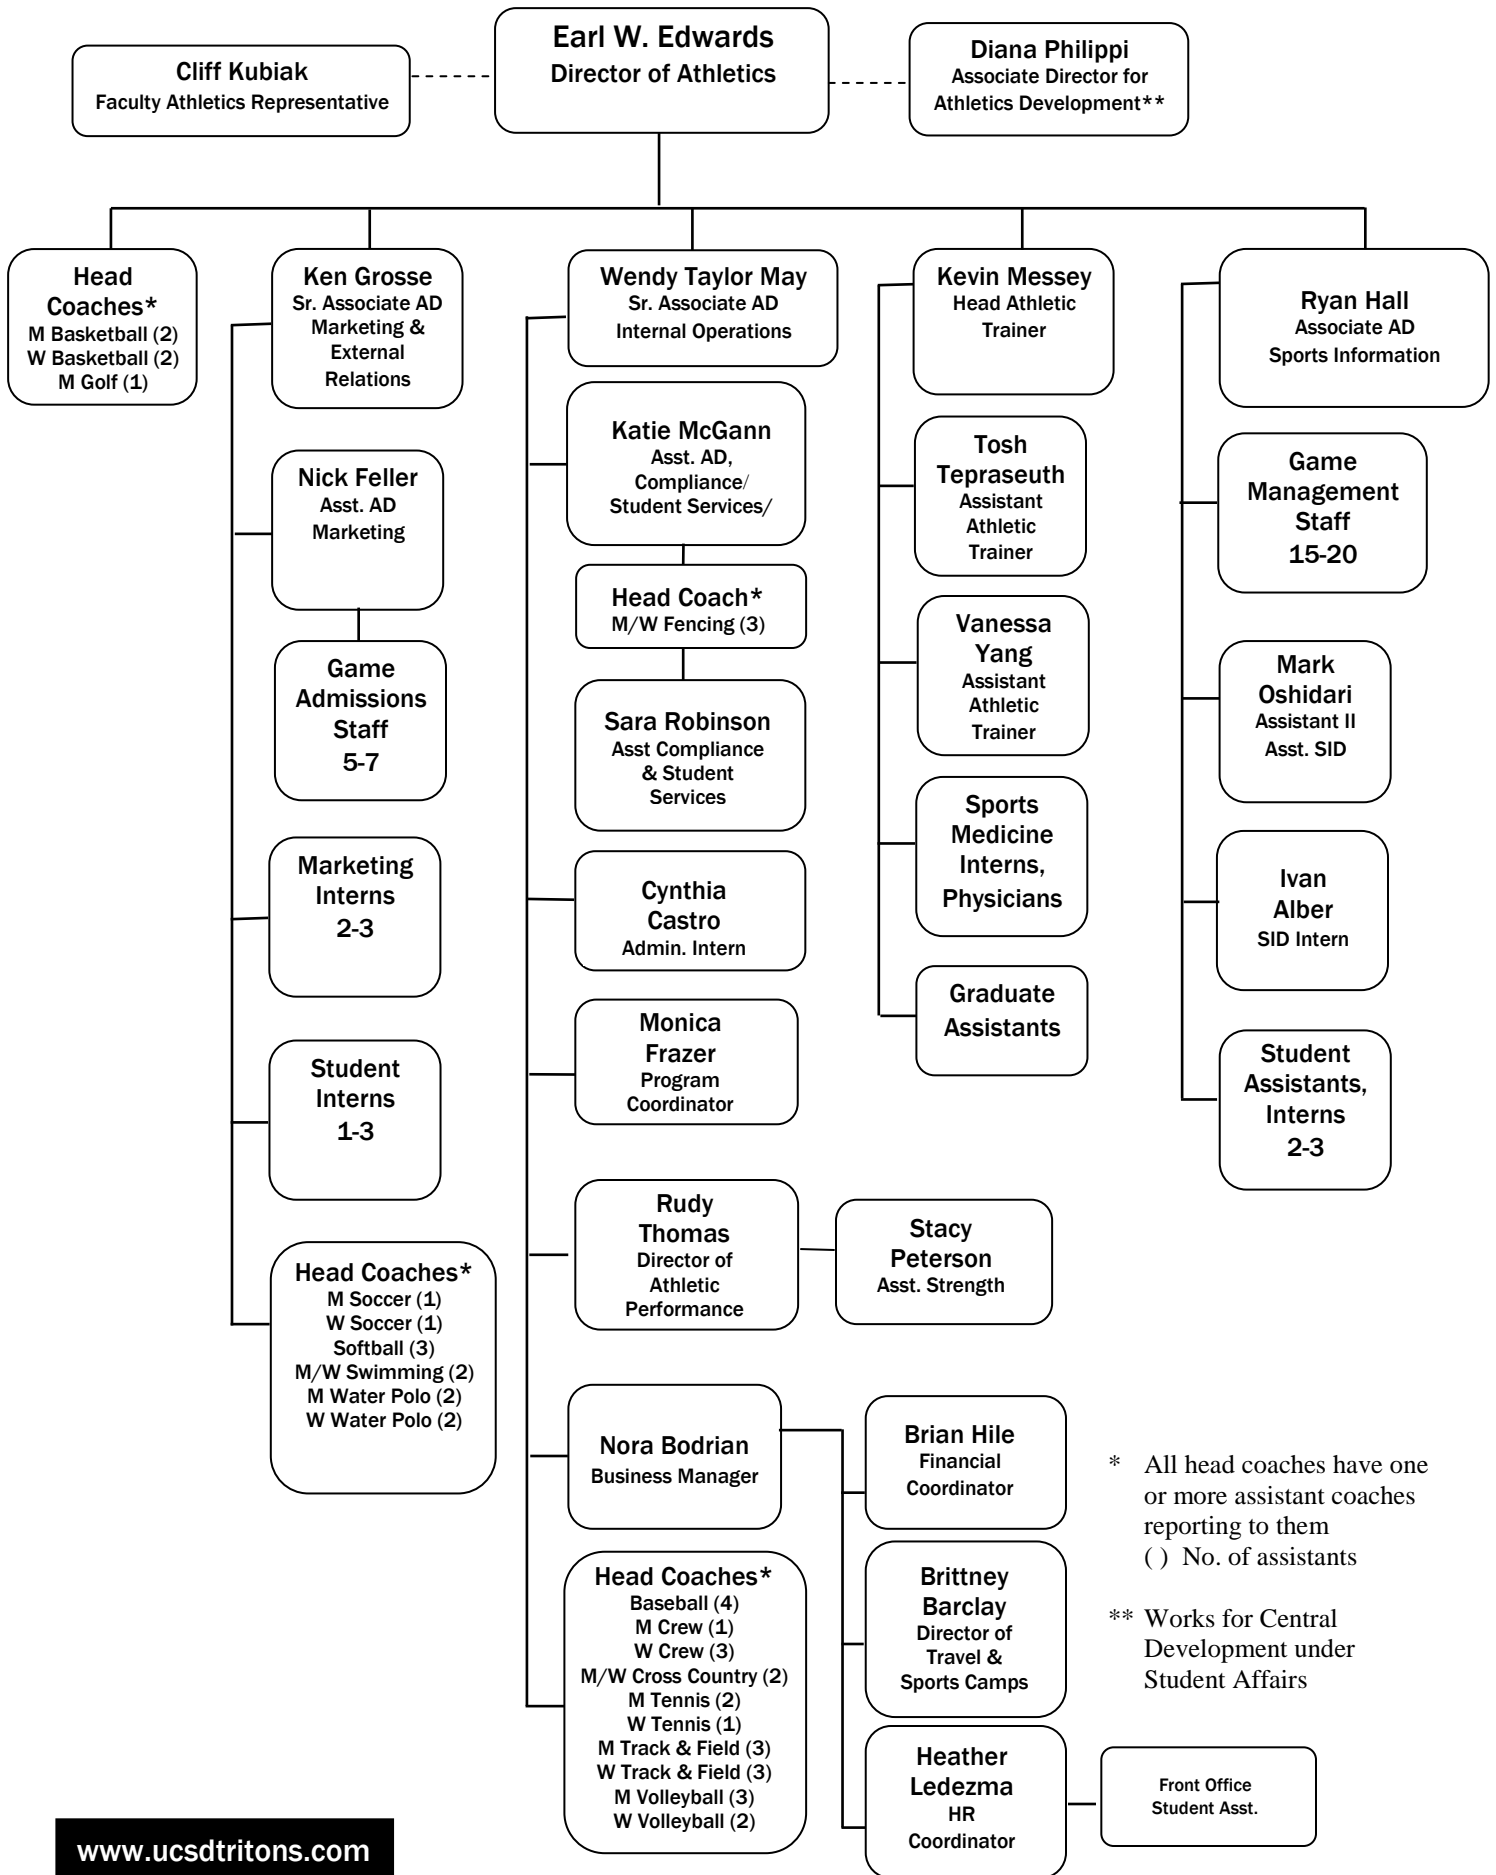 Earl W. Edwards
Director of Athletics
Cliff Kubiak
Faculty Athletics Representative
Diana Philippi
Associate Director for
Athletics Development**
Head
Coaches*
M Basketball (2)
W Basketball (2)
M Golf (1)
Ken Grosse
Sr. Associate AD
Marketing &
External
Relations
Nick Feller
Asst. AD
Marketing
Game
Admissions
Staff
5-7
Marketing
Interns
2-3
Student
Interns
1-3
Head Coaches*
M Soccer (1)
W Soccer (1)
Softball (3)
M/W Swimming (2)
M Water Polo (2)
W Water Polo (2)
Wendy Taylor May
Sr. Associate AD
Internal Operations
Katie McGann
Asst. AD,
Compliance/
Student Services/
Head Coach*
M/W Fencing (3)
Sara Robinson
Asst Compliance
& Student
Services
Cynthia
Castro
Admin. Intern
Monica
Frazer
Program
Coordinator
Rudy
Thomas
Director of
Athletic
Performance
Stacy
Peterson
Asst. Strength
Nora Bodrian
Business Manager
Brian Hile
Financial
Coordinator
Brittney
Barclay
Director of
Travel &
Sports Camps
Heather
Ledezma
HR
Coordinator
Front Office
Student Asst.
Head Coaches*
Baseball (4)
M Crew (1)
W Crew (3)
M/W Cross Country (2)
M Tennis (2)
W Tennis (1)
M Track & Field (3)
W Track & Field (3)
M Volleyball (3)
W Volleyball (2)
Kevin Messey
Head Athletic
Trainer
Tosh
Tepraseuth
Assistant
Athletic
Trainer
Vanessa
Yang
Assistant
Athletic
Trainer
Sports
Medicine
Interns,
Physicians
Graduate
Assistants
Ryan Hall
Associate AD
Sports Information
Game
Management
Staff
15-20
Mark
Oshidari
Assistant II
Asst. SID
Ivan
Alber
SID Intern
Student
Assistants,
Interns
2-3
* All head coaches have one
or more assistant coaches
reporting to them
( ) No. of assistants
** Works for Central
Development under
Student Affairs
www.ucsdtritons.com